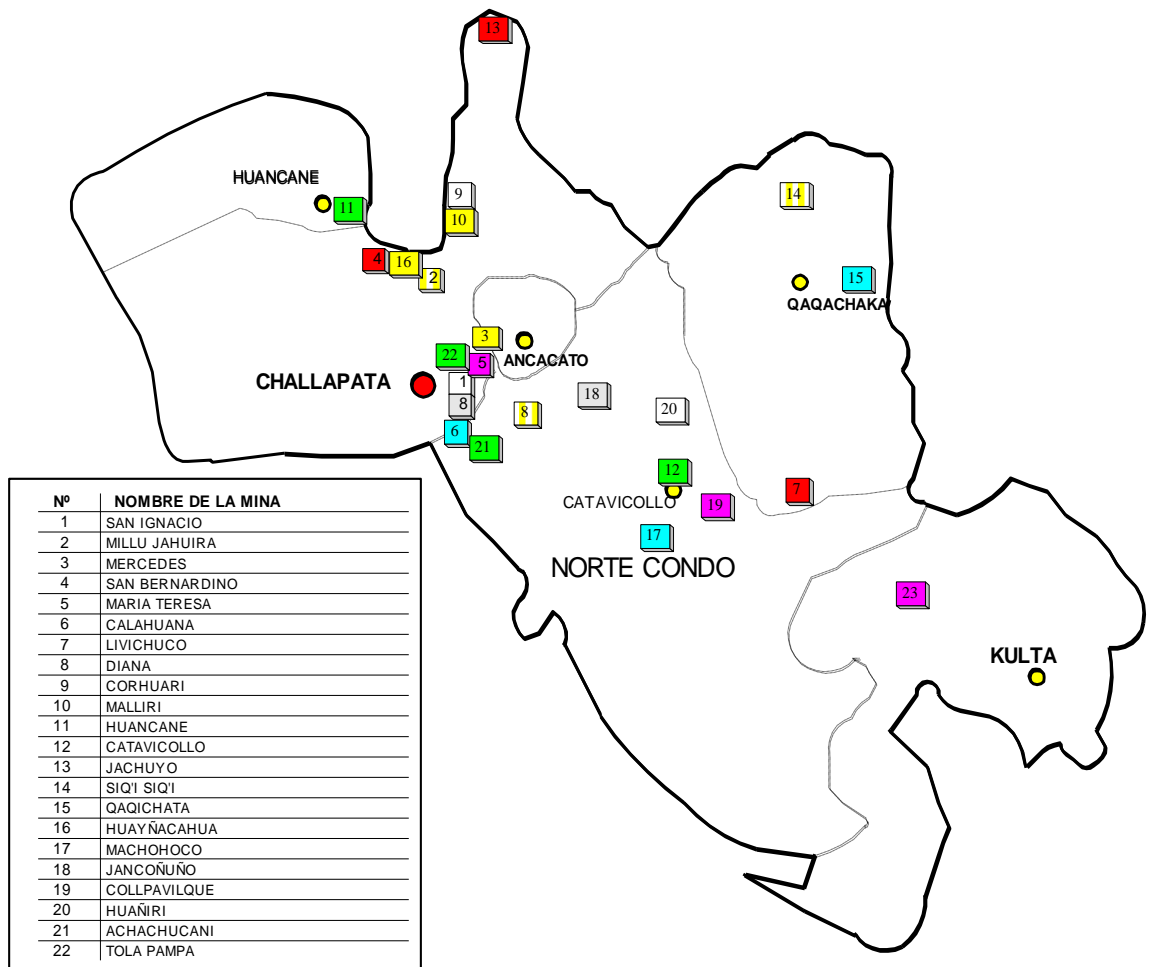 13
HUANCANE
9
14
11
10
4
16
2
15
QAQACHAKA
3
22
5
ANCACATO
CHALLAPATA
1
18
8
8
20
6
21
12
CATAVICOLLO
7
19
17
NORTE CONDO
23
KULTA
Nº NOMBRE DE LA MINA
1 SAN IGNACIO
2 MILLU JAHUIRA
3 MERCEDES
4 SAN BERNARDINO
5 MARIA TERESA
6 CALAHUANA
7 LIVICHUCO
8 DIANA
9 CORHUARI
10 MALLIRI
11 HUANCANE
12 CATAVICOLLO
13 JACHUYO
14 SIQ'I SIQ'I
15 QAQICHATA
16 HUAYÑACAHUA
17 MACHOHOCO
18 JANCOÑUÑO
19 COLLPAVILQUE
20 HUAÑIRI
21 ACHACHUCANI
22 TOLA PAMPA